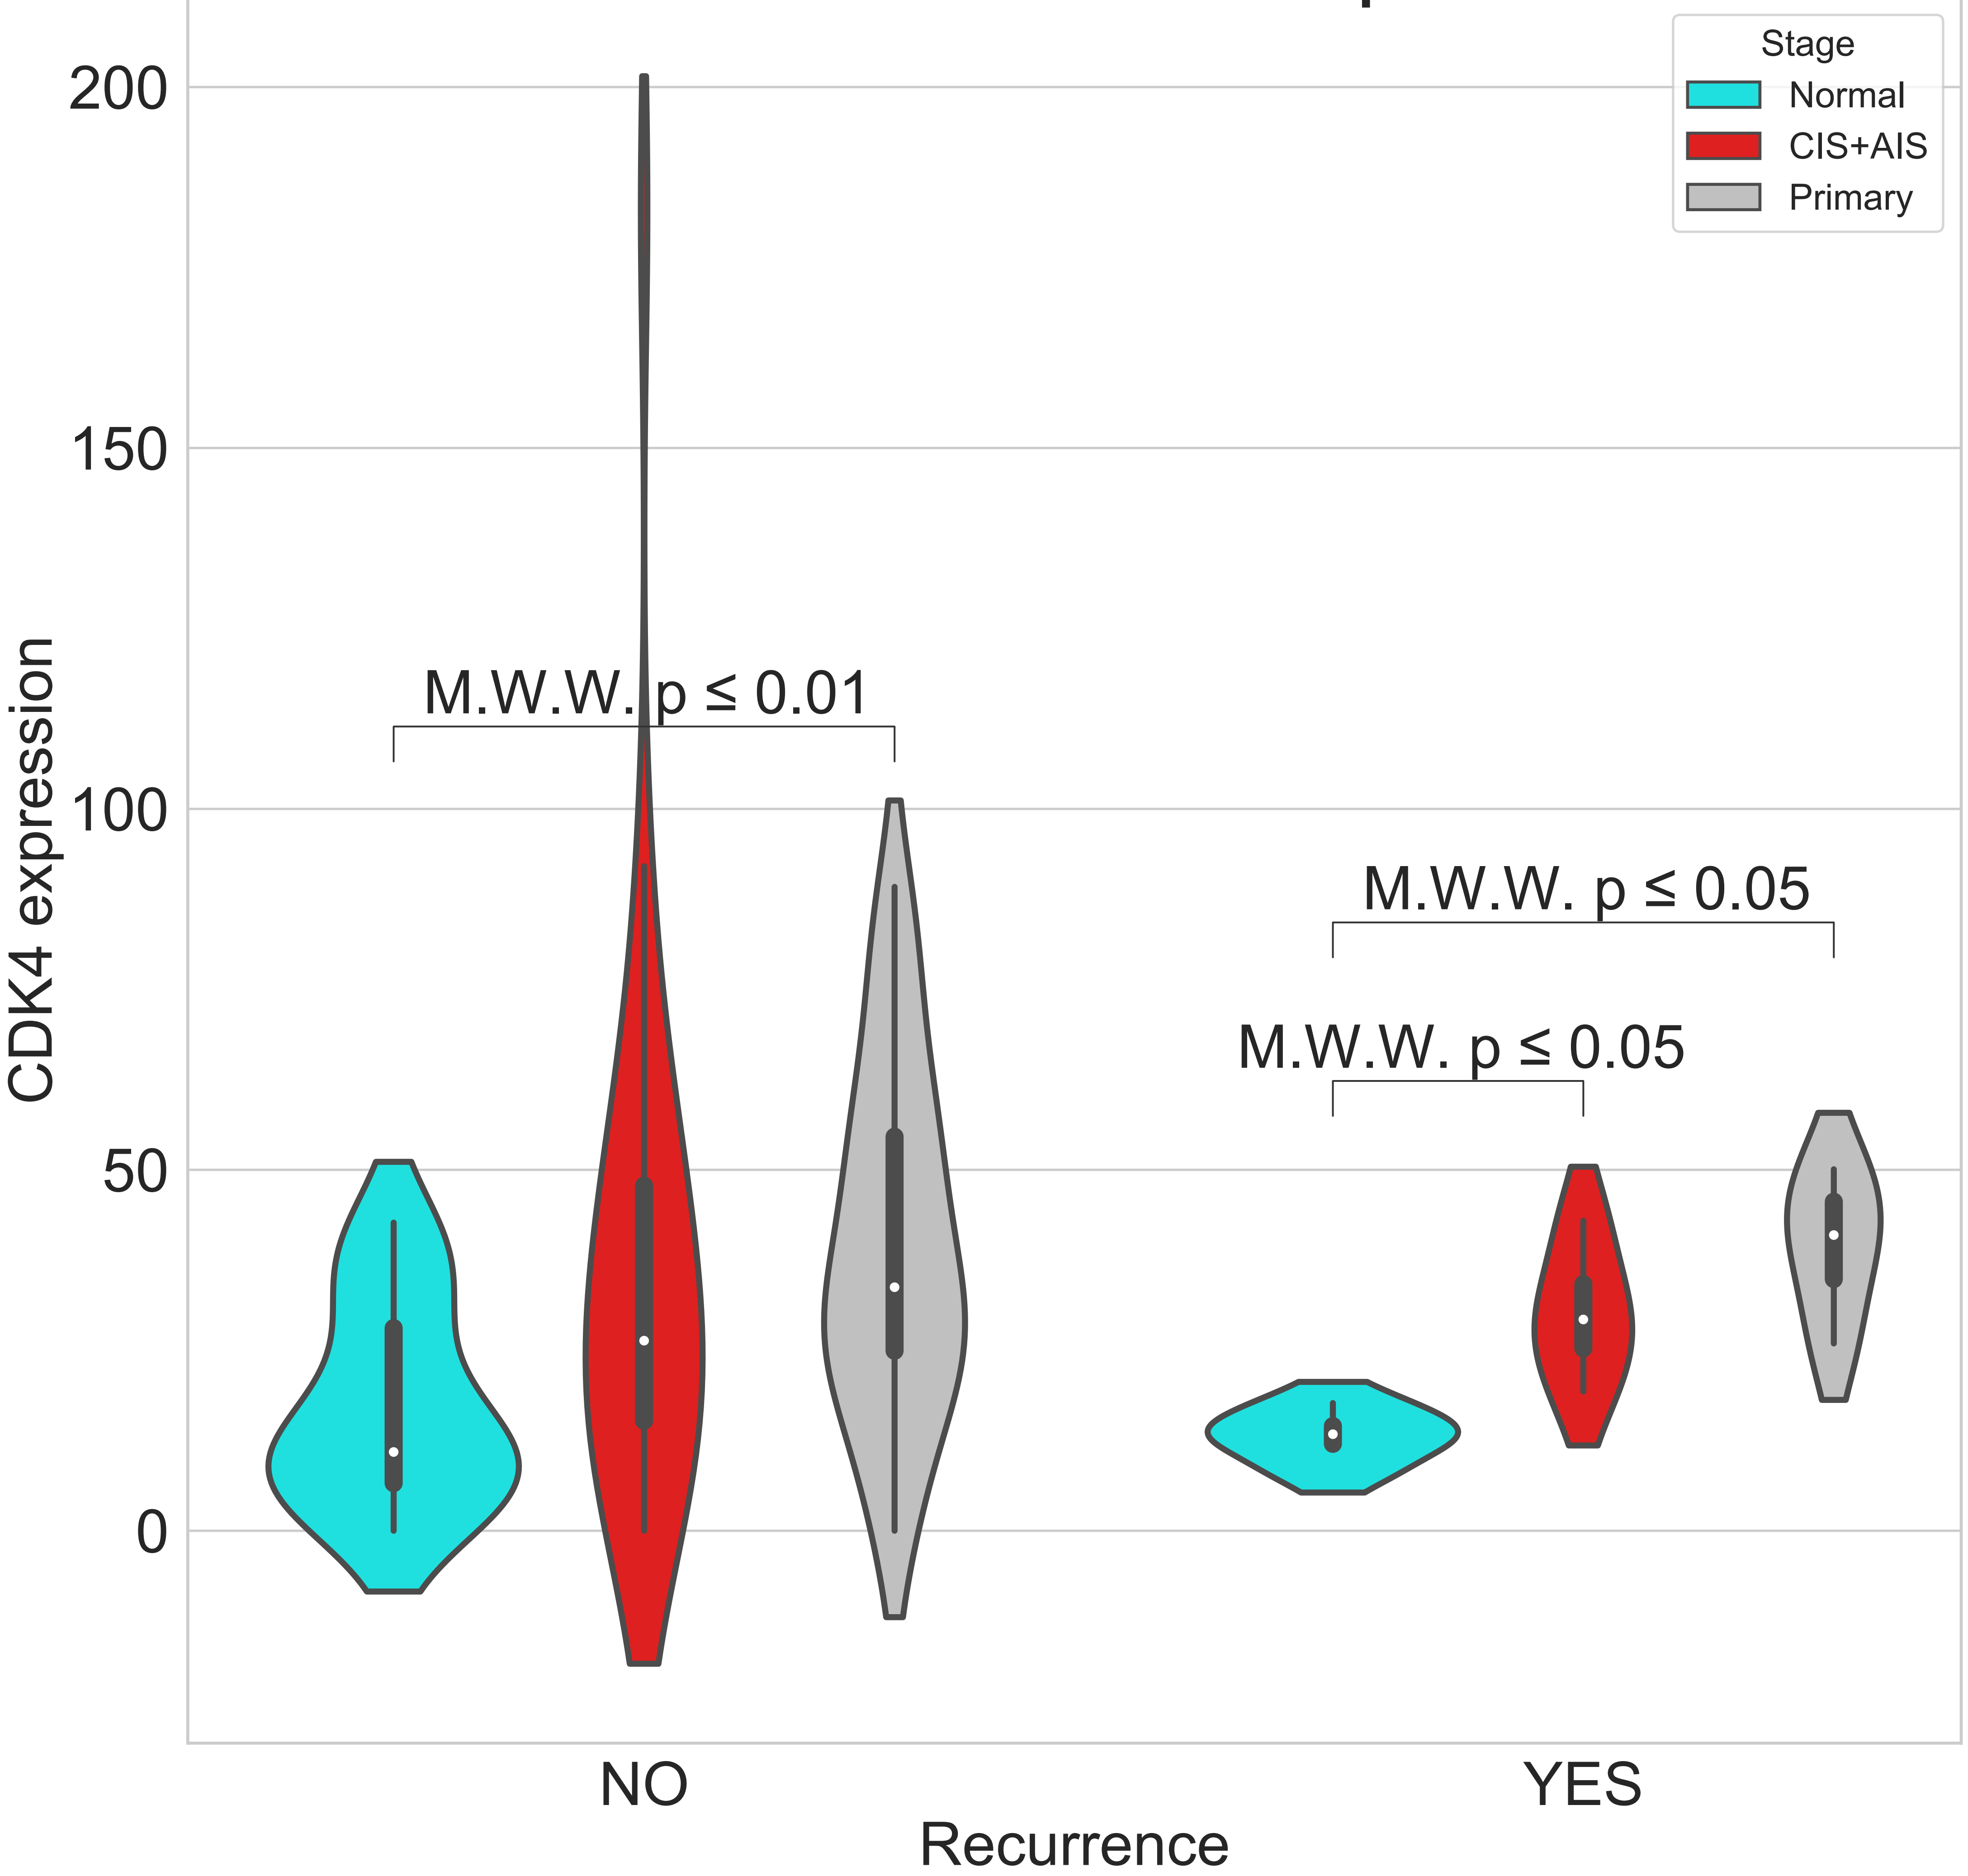 Stage
Normal
CIS+AIS
Primary
200
150
100
50
0
CDK4 expression
M.W.W. p ≤ 0.01
M.W.W. p ≤ 0.05
M.W.W. p ≤ 0.05
NO
YES
Recurrence